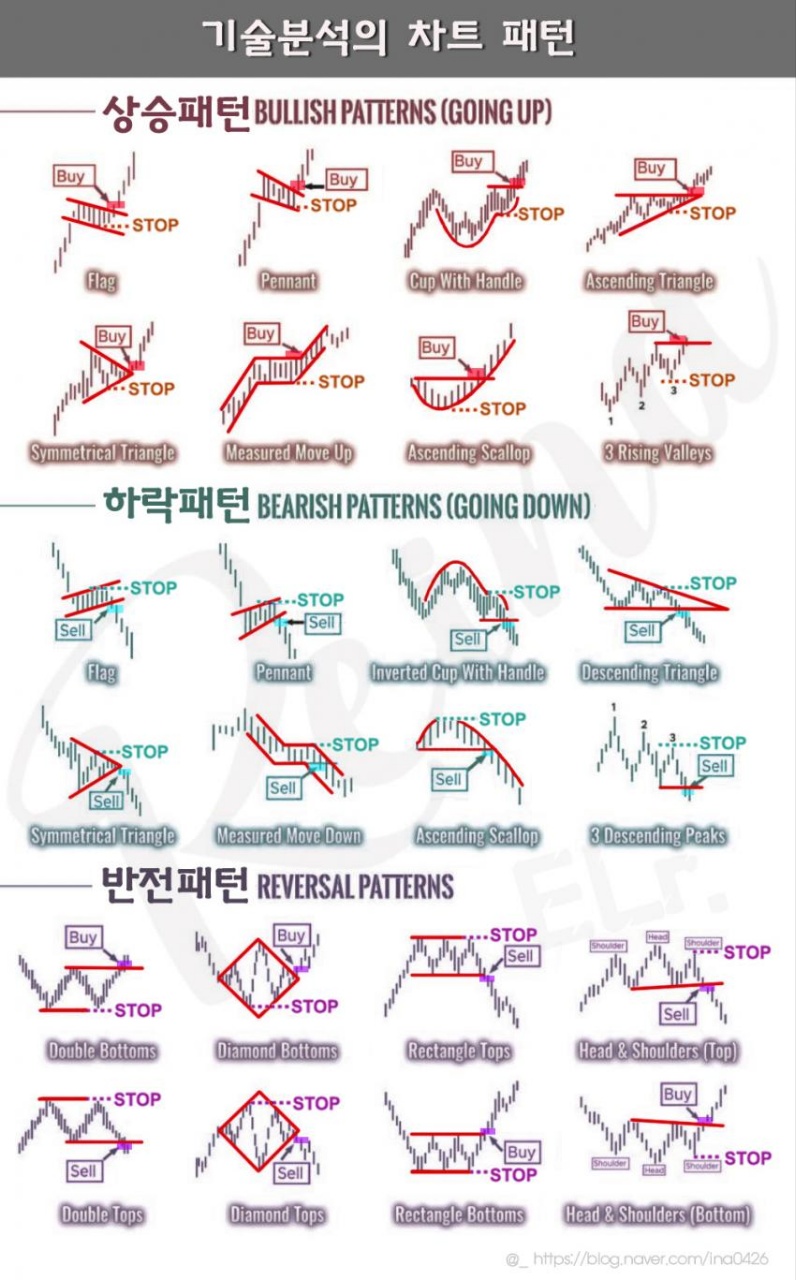 기술분석의 차트 패턴
상승패턴 BULLISH PATTERNS (GOING UP)
Buy
STOP
Flag
Buy
STOP
Pennant
Buy
STOP
Cup With Handle
Buy
STOP
Ascending Triangle
Buy
STOP
Symmetrical Triangle
Buy
STOP
Measured Move Up
Buy
STOP
Ascending Scallop
Buy
STOP
1
2
3
3 Rising Valleys
하락패턴 BEARISH PATTERNS (GOING DOWN)
STOP
Sell
Flag
STOP
Sell
Pennant
STOP
Sell
Inverted Cup With Handle
STOP
Sell
Descending Triangle
STOP
Sell
Symmetrical Triangle
STOP
Sell
Measured Move Down
STOP
Sell
Ascending Scallop
1
2
3
STOP
Sell
3 Descending Peaks
반전패턴 REVERSAL PATTERNS
Buy
STOP
Double Bottoms
Buy
STOP
Diamond Bottoms
STOP
Sell
Rectangle Tops
Shoulder
Head
Shoulder
STOP
Sell
Head & Shoulders (Top)
STOP
Sell
Double Tops
STOP
Sell
Diamond Tops
Buy
STOP
Rectangle Bottoms
Buy
Shoulder
Head
Shoulder
STOP
Head & Shoulders (Bottom)
Reina
@_ https://blog.naver.com/ina0426